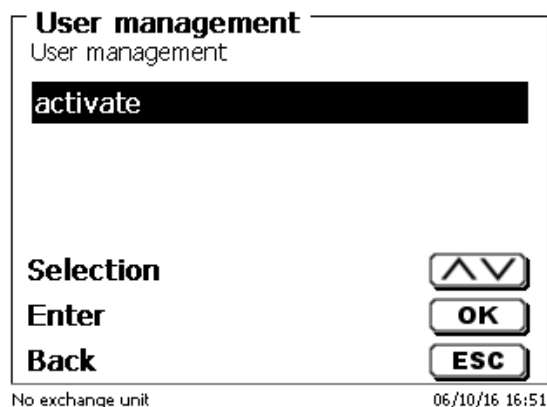 User management
User management
activate
Selection
Enter OK
Back ESC
No exchange unit 06/10/16 16:51